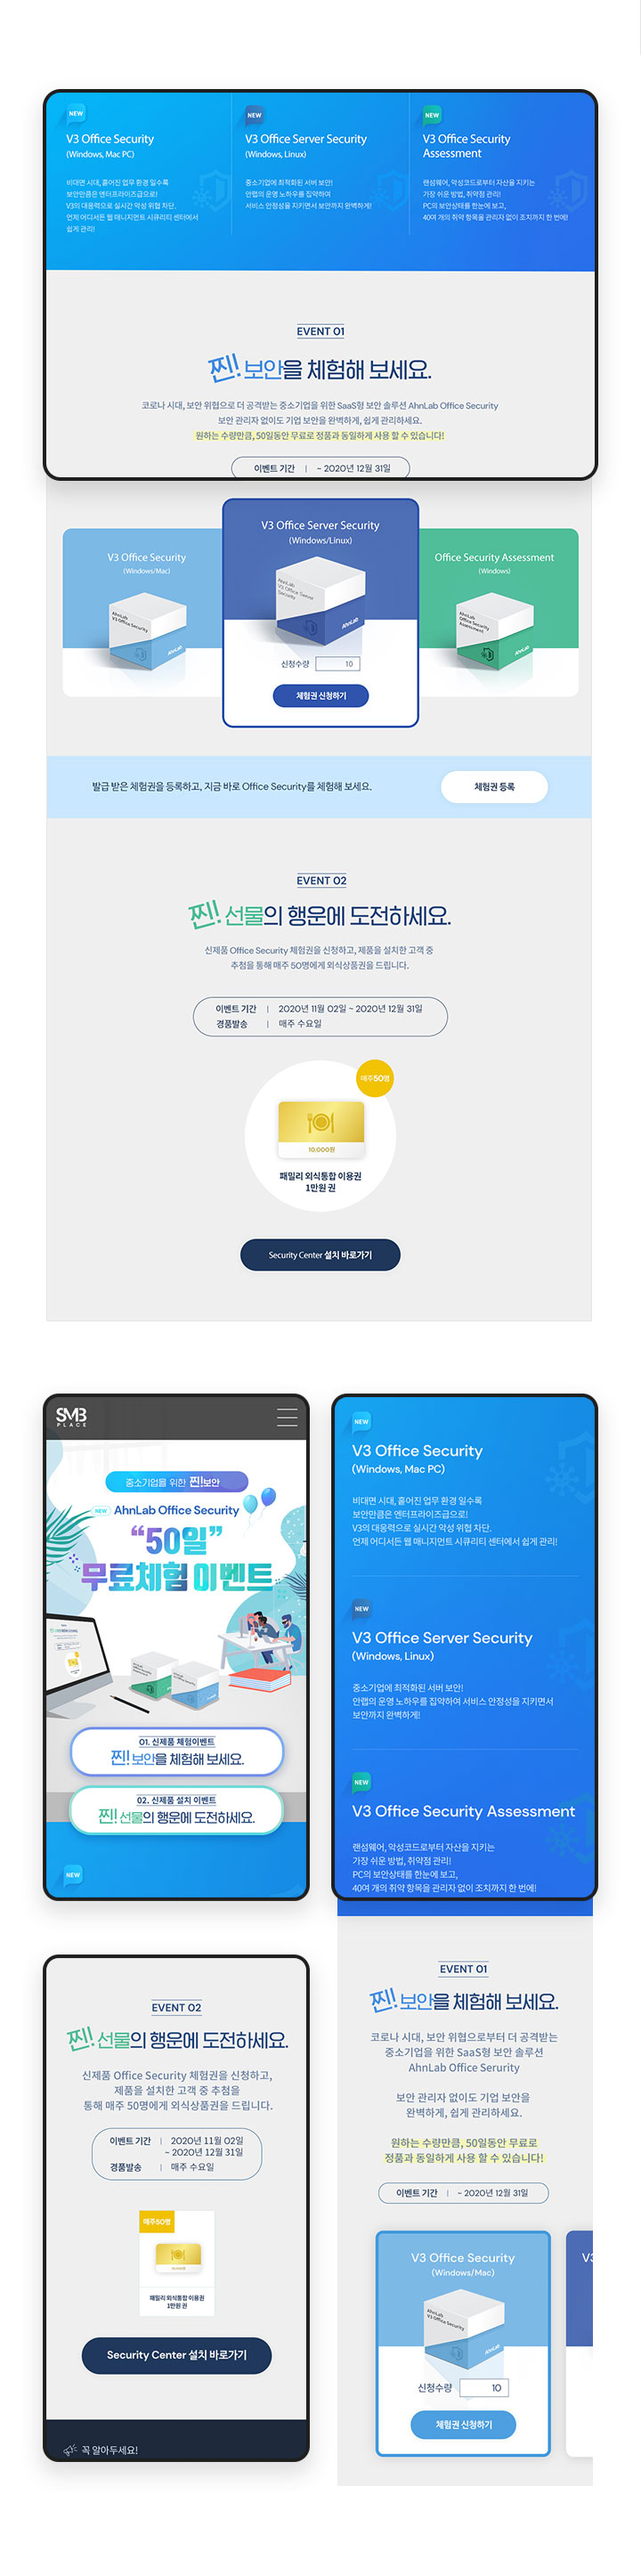 NEW
V3 Office Security
(Windows, Mac PC)
비대면 시대, 흩어진 업무 환경 일수록
보안만큼은 엔터프라이즈급으로!
V3의 대응력으로 실시간 악성 위협 차단.
언제 어디서든 웹 매니지먼트 시큐리티 센터에서
쉽게 관리!
NEW
V3 Office Server Security
(Windows, Linux)
중소기업에 최적화된 서버 보안!
안랩의 운영 노하우를 집약하여
서비스 안정성을 지키면서 보안까지 완벽하게!
NEW
V3 Office Security
Assessment
랜섬웨어, 악성코드로부터 자산을 지키는
가장 쉬운 방법, 취약점 관리!
PC의 보안상태를 한눈에 보고,
40여 개의 취약 항목을 관리자 없이 조치까지 한 번에!
EVENT 01
찐! 보안을 체험해 보세요.
코로나 시대, 보안 위협으로 더 공격받는 중소기업을 위한 SaaS형 보안 솔루션 AhnLab Office Security
보안 관리자 없이도 기업 보안을 완벽하게, 쉽게 관리하세요.
원하는 수량만큼, 50일동안 무료로 정품과 동일하게 사용 할 수 있습니다!
이벤트 기간 | ~ 2020년 12월 31일
V3 Office Security
(Windows/Mac)
AhnLab
V3 Office Security
AhnLab
V3 Office Server Security
(Windows/Linux)
AhnLab
V3 Office Server
Security
AhnLab
신청수량 10
체험권 신청하기
Office Security Assessment
(Windows)
AhnLab
Office Security
Assessment
AhnLab
발급 받은 체험권을 등록하고, 지금 바로 Office Security를 체험해 보세요.
체험권 등록
EVENT 02
찐! 선물의 행운에 도전하세요.
신제품 Office Security 체험권을 신청하고, 제품을 설치한 고객 중
추첨을 통해 매주 50명에게 외식상품권을 드립니다.
이벤트 기간 | 2020년 11월 02일 ~ 2020년 12월 31일
경품발송 | 매주 수요일
매주50명
10,000원
패밀리 외식통합 이용권
1만원 권
Security Center 설치 바로가기
SMB
PLACE
중소기업을 위한 찐!보안
NEW AhnLab Office Security
“50일”
무료체험 이벤트
01. 신제품 체험이벤트
찐! 보안을 체험해 보세요.
02. 신제품 설치 이벤트
찐! 선물의 행운에 도전하세요.
NEW
NEW
V3 Office Security
(Windows, Mac PC)
비대면 시대, 흩어진 업무 환경 일수록
보안만큼은 엔터프라이즈급으로!
V3의 대응력으로 실시간 악성 위협 차단.
언제 어디서든 웹 매니지먼트 시큐리티 센터에서 쉽게 관리!
NEW
V3 Office Server Security
(Windows, Linux)
중소기업에 최적화된 서버 보안!
안랩의 운영 노하우를 집약하여 서비스 안정성을 지키면서
보안까지 완벽하게!
NEW
V3 Office Security Assessment
랜섬웨어, 악성코드로부터 자산을 지키는
가장 쉬운 방법, 취약점 관리!
PC의 보안상태를 한눈에 보고,
40여 개의 취약 항목을 관리자 없이 조치까지 한 번에!
EVENT 02
찐! 선물의 행운에 도전하세요.
신제품 Office Security 체험권을 신청하고,
제품을 설치한 고객 중 추첨을
통해 매주 50명에게 외식상품권을 드립니다.
이벤트 기간 | 2020년 11월 02일
~ 2020년 12월 31일
경품발송 | 매주 수요일
매주50명
패밀리 외식통합 이용권
1만원 권
Security Center 설치 바로가기
꼭 알아두세요!
EVENT 01
찐! 보안을 체험해 보세요.
코로나 시대, 보안 위협으로부터 더 공격받는
중소기업을 위한 SaaS형 보안 솔루션
AhnLab Office Serurity
보안 관리자 없이도 기업 보안을
완벽하게, 쉽게 관리하세요.
원하는 수량만큼, 50일동안 무료로
정품과 동일하게 사용 할 수 있습니다!
이벤트 기간 | ~ 2020년 12월 31일
V3 Office Security
(Windows/Mac)
AhnLab
V3 Office Security
AhnLab
신청수량 10
체험권 신청하기
V3